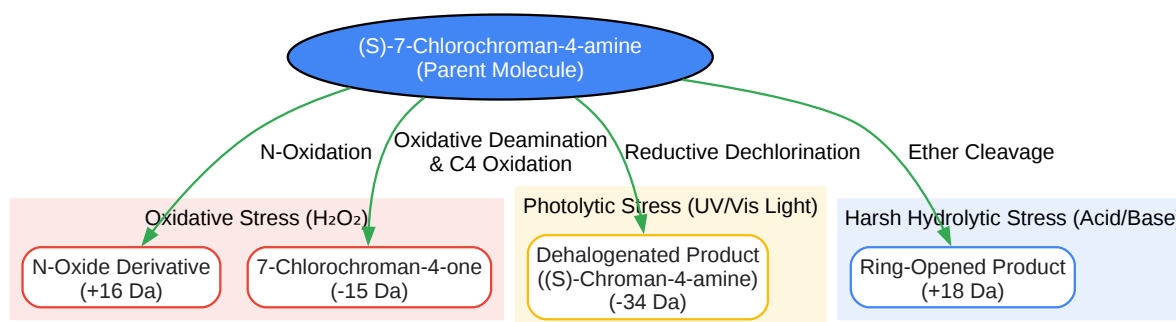 (S)-7-Chlorochroman-4-amine
(Parent Molecule)
N-Oxidation
Oxidative Deamination
& C4 Oxidation
Reductive Dechlorination
Ether Cleavage
Oxidative Stress (H₂O₂)
Photolytic Stress (UV/Vis Light)
Harsh Hydrolytic Stress (Acid/Base
N-Oxide Derivative
(+16 Da)
7-Chlorochroman-4-one
(-15 Da)
Dehalogenated Product
((S)-Chroman-4-amine)
(-34 Da)
Ring-Opened Product
(+18 Da)